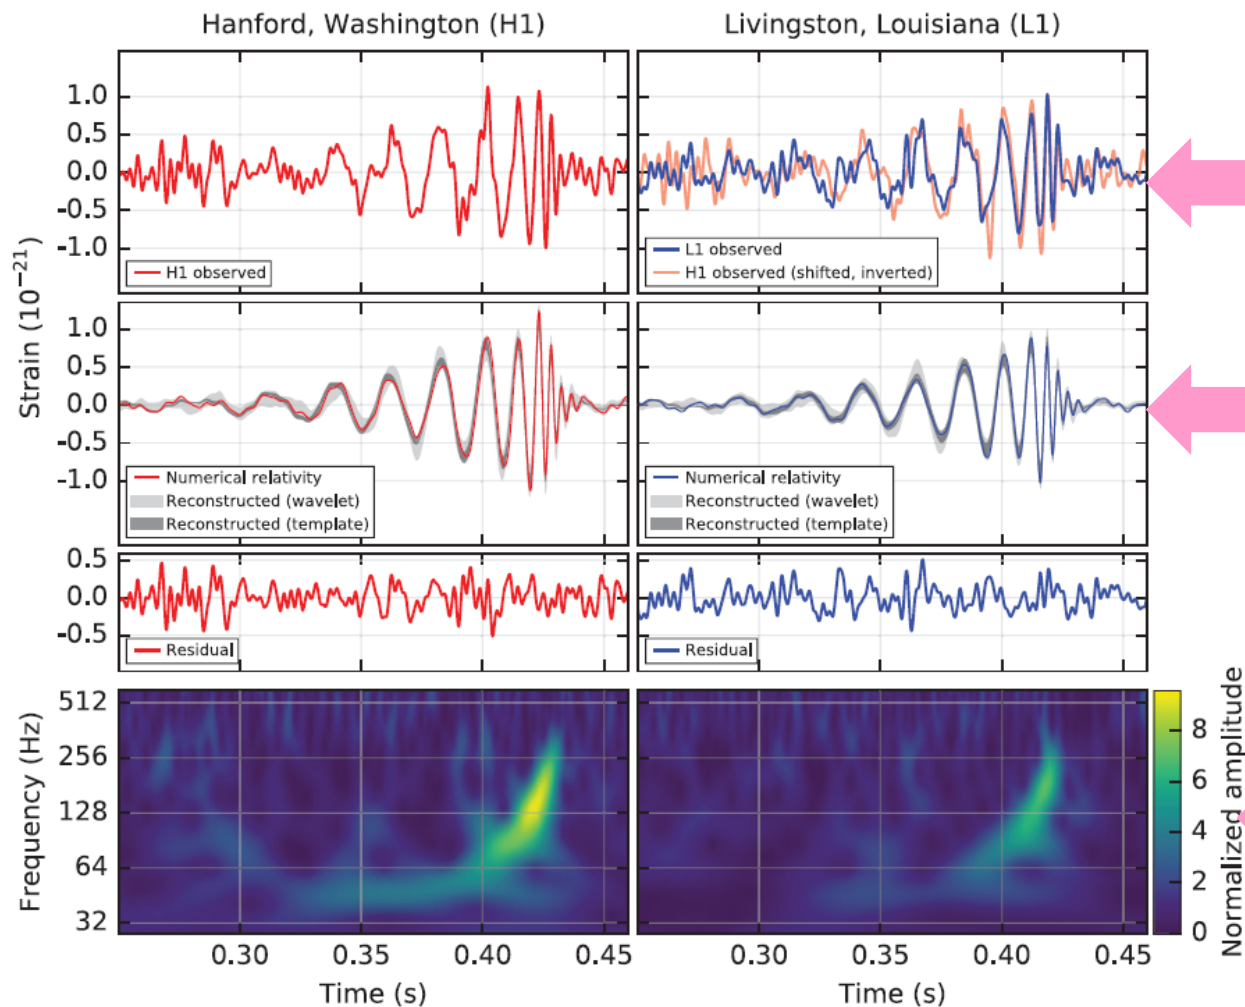 Hanford, Washington (H1)
Livingston, Louisiana (L1)
Strain (10⁻²¹)
1.0
0.5
0.0
-0.5
-1.0
H1 observed
L1 observed
H1 observed (shifted, inverted)
1.0
0.5
0.0
-0.5
-1.0
Numerical relativity
Reconstructed (wavelet)
Reconstructed (template)
Numerical relativity
Reconstructed (wavelet)
Reconstructed (template)
0.5
0.0
-0.5
Residual
Residual
Frequency (Hz)
512
256
128
64
32
Normalized amplitude
8
6
4
2
0
0.30
0.35
0.40
0.45
0.30
0.35
0.40
0.45
Time (s)
Time (s)